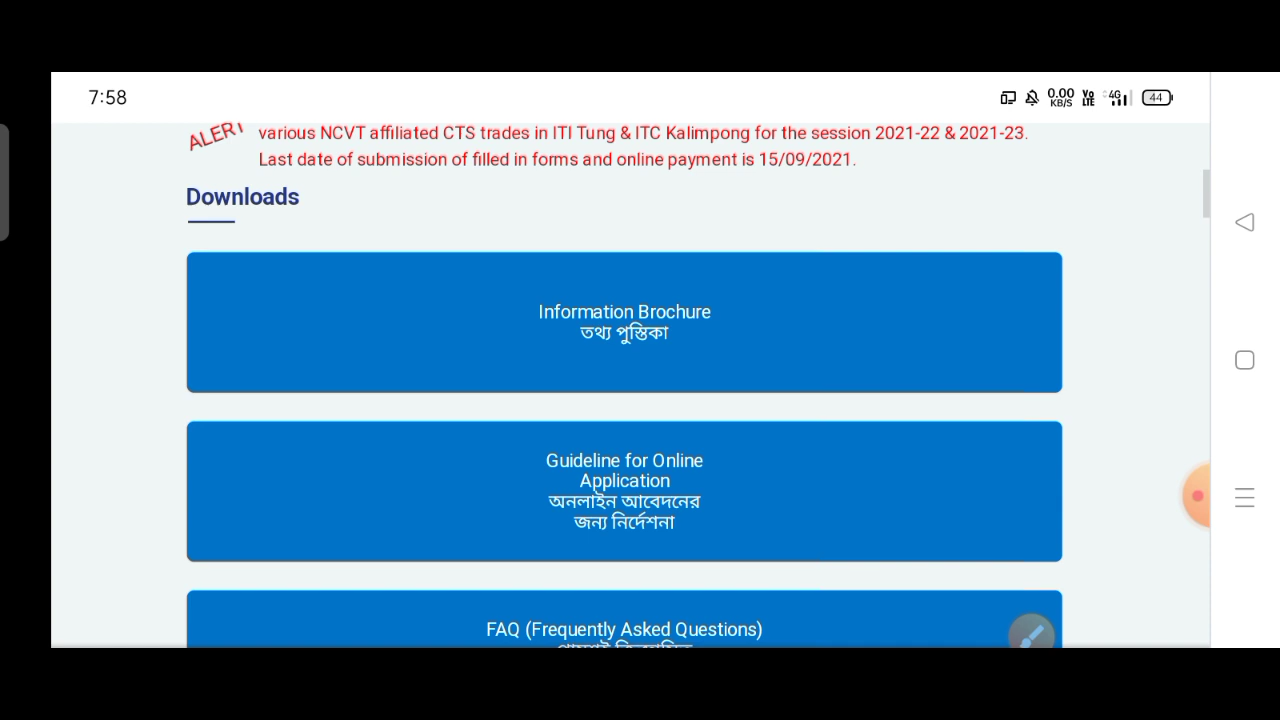 7:58
0.00
KB/S
Vo
LTE
4G
44
ALERT
various NCVT affiliated CTS trades in ITI Tung & ITC Kalimpong for the session 2021-22 & 2021-23.
Last date of submission of filled in forms and online payment is 15/09/2021.
Downloads
Information Brochure
তথ্য পুস্তিকা
Guideline for Online
Application
অনলাইন আবেদনের
জন্য নির্দেশনা
FAQ (Frequently Asked Questions)